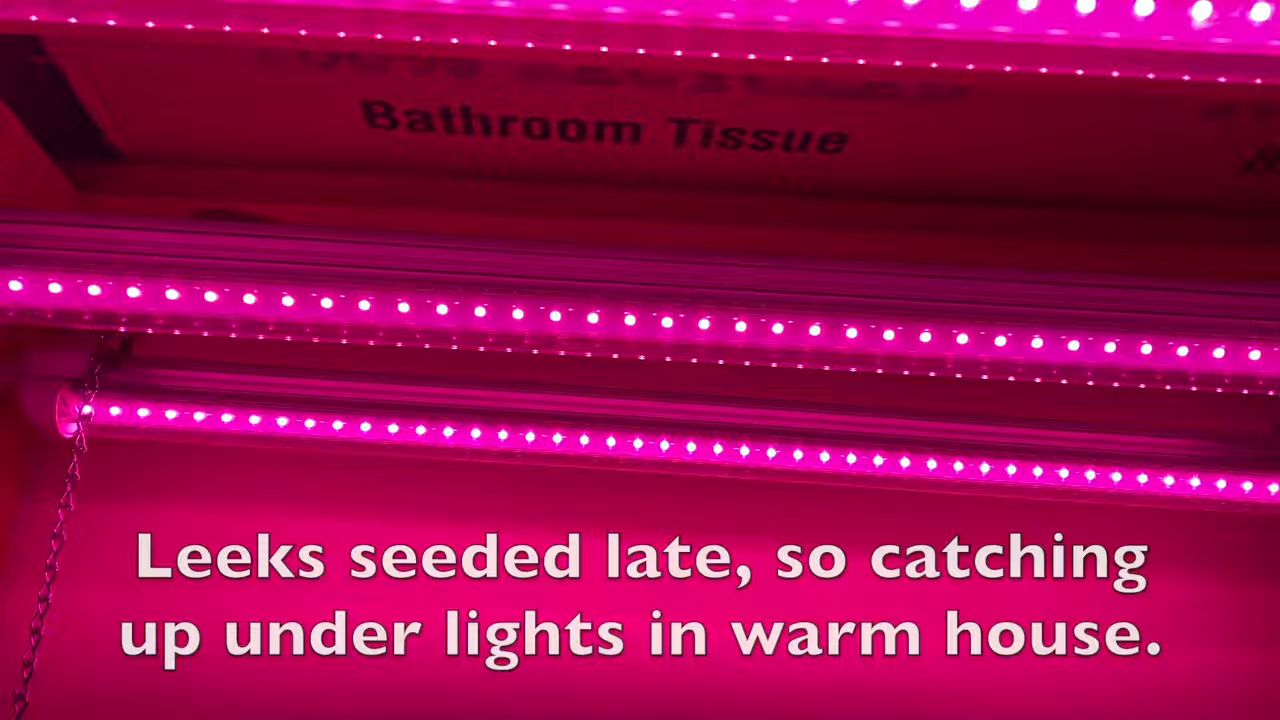 Bathroom Tissue
Leeks seeded late, so catching
up under lights in warm house.